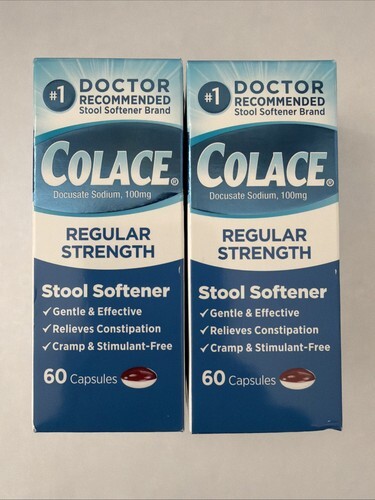 #1 DOCTOR
RECOMMENDED
Stool Softener Brand
COLACE®
Docusate Sodium, 100mg
REGULAR
STRENGTH
Stool Softener
✓ Gentle & Effective
✓ Relieves Constipation
✓ Cramp & Stimulant-Free
60 Capsules
#1 DOCTOR
RECOMMENDED
Stool Softener Brand
COLACE®
Docusate Sodium, 100mg
REGULAR
STRENGTH
Stool Softener
✓ Gentle & Effective
✓ Relieves Constipation
✓ Cramp & Stimulant-Free
60 Capsules